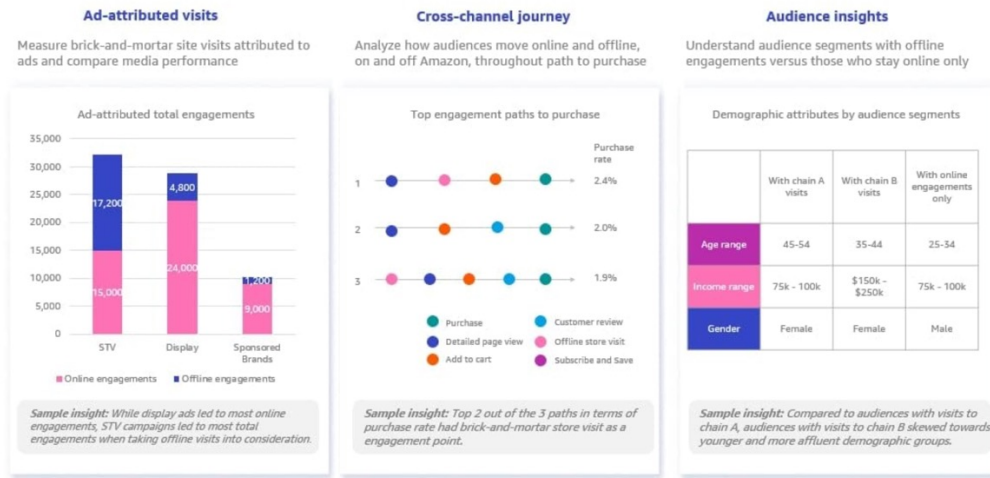 Ad-attributed visits
Measure brick-and-mortar site visits attributed to
ads and compare media performance
Ad-attributed total engagements
35,000
30,000
25,000
20,000
15,000
10,000
5,000
0
17,200
15,000
4,800
24,000
1,200
9,000
STV
Display
Sponsored
Brands
Online engagements
Offline engagements
Sample insight: While display ads led to most online
engagements, STV campaigns led to most total
engagements when taking offline visits into consideration.
Cross-channel journey
Analyze how audiences move online and offline,
on and off Amazon, throughout path to purchase
Top engagement paths to purchase
Purchase
rate
1
2.4%
2
2.0%
3
1.9%
Purchase
Customer review
Detailed page view
Offline store visit
Add to cart
Subscribe and Save
Sample insight: Top 2 out of the 3 paths in terms of
purchase rate had brick-and-mortar store visit as a
engagement point.
Audience insights
Understand audience segments with offline
engagements versus those who stay online only
Demographic attributes by audience segments
With chain A
visits
With chain B
visits
With online
engagements
only
Age range
45-54
35-44
25-34
Income range
75k - 100k
$150k -
$250k
75k - 100k
Gender
Female
Female
Male
Sample insight: Compared to audiences with visits to
chain A, audiences with visits to chain B skewed towards
younger and more affluent demographic groups.